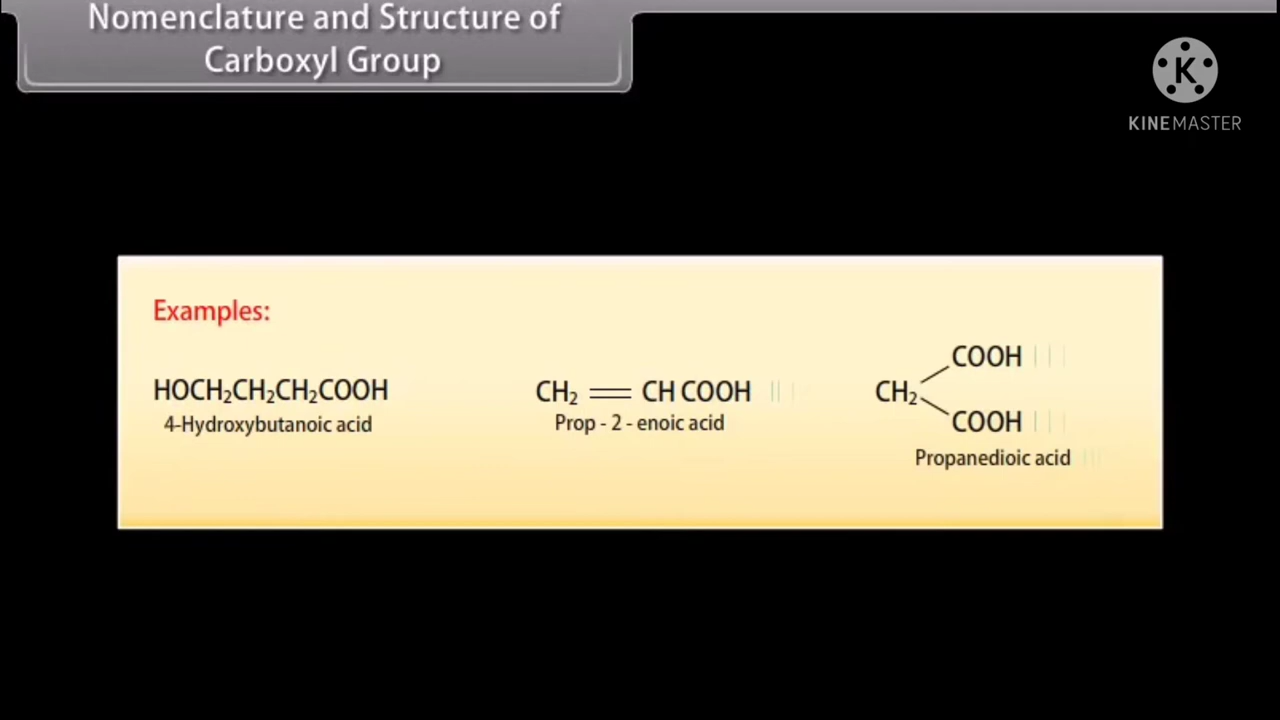 Nomenclature and Structure of
Carboxyl Group
K
KINEMASTER
Examples:
HOCH₂CH₂CH₂COOH
4-Hydroxybutanoic acid
CH₂ ══ CH COOH
Prop - 2 - enoic acid
COOH
CH₂
COOH
Propanedioic acid